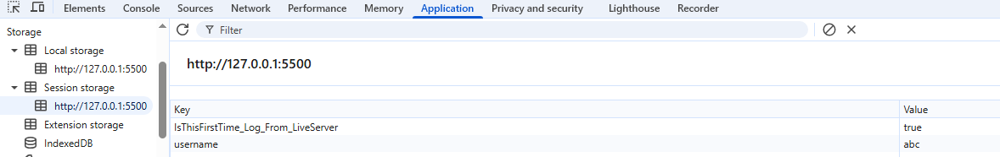 Elements Console Sources Network Performance Memory Application Privacy and security Lighthouse Recorder
Storage
Filter
Local storage
http://127.0.0.1:5500
http://127.0.0.1:5500
Session storage
http://127.0.0.1:5500
Extension storage
IndexedDB
Key Value
IsThisFirstTime_Log_From_LiveServer true
username abc